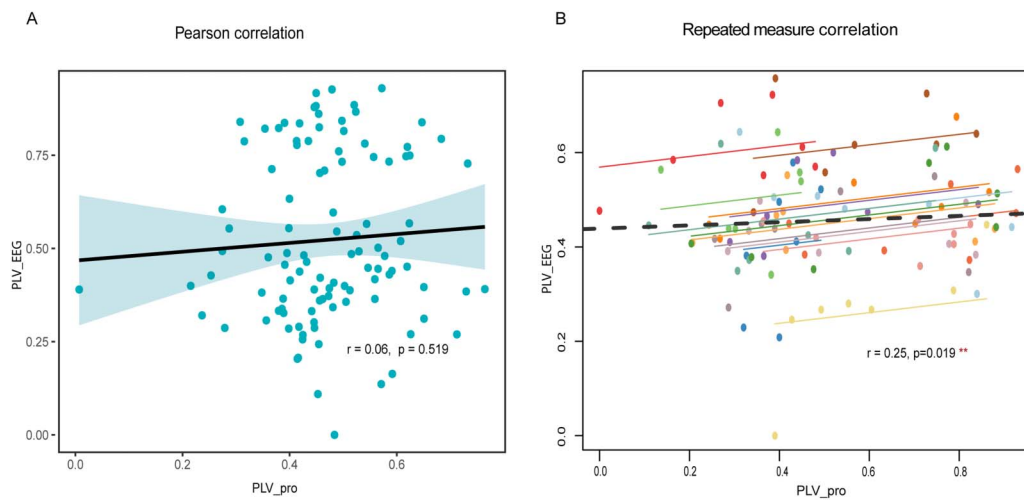 A
Pearson correlation
PLV_EEG
0.75
0.50
0.25
0.00
r = 0.06, p = 0.519
0.0 0.2 0.4 0.6
PLV_pro
B
Repeated measure correlation
PLV_EEG
0.6
0.4
0.2
0.0
r = 0.25, p=0.019 **
0.0 0.2 0.4 0.6 0.8
PLV_pro